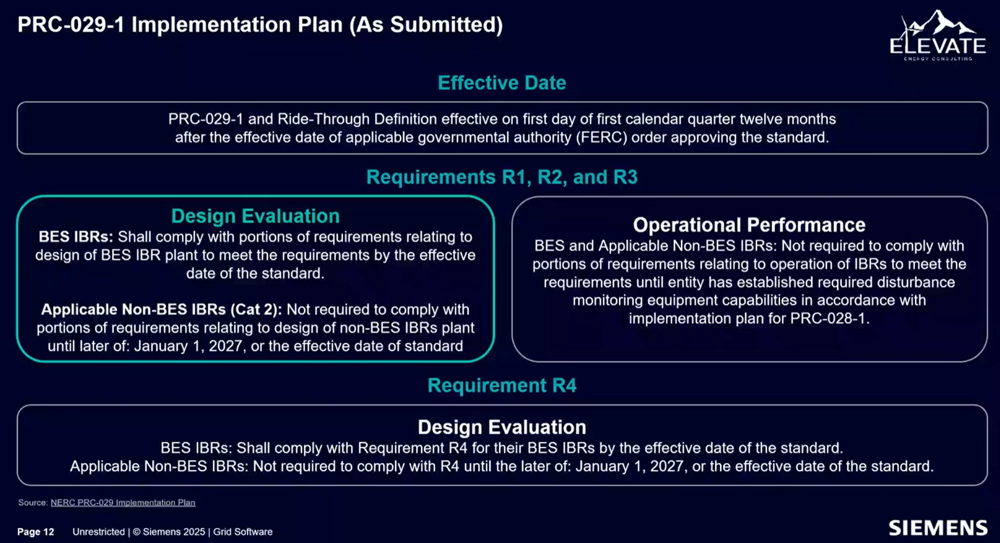 PRC-029-1 Implementation Plan (As Submitted)
ELEVATE
ENERGY CONSULTING
Effective Date
PRC-029-1 and Ride-Through Definition effective on first day of first calendar quarter twelve months
after the effective date of applicable governmental authority (FERC) order approving the standard.
Requirements R1, R2, and R3
Design Evaluation
BES IBRs: Shall comply with portions of requirements relating to
design of BES IBR plant to meet the requirements by the effective
date of the standard.
Applicable Non-BES IBRs (Cat 2): Not required to comply with
portions of requirements relating to design of non-BES IBRs plant
until later of: January 1, 2027, or the effective date of standard
Operational Performance
BES and Applicable Non-BES IBRs: Not required to comply with
portions of requirements relating to operation of IBRs to meet the
requirements until entity has established required disturbance
monitoring equipment capabilities in accordance with
implementation plan for PRC-028-1.
Requirement R4
Design Evaluation
BES IBRs: Shall comply with Requirement R4 for their BES IBRs by the effective date of the standard.
Applicable Non-BES IBRs: Not required to comply with R4 until the later of: January 1, 2027, or the effective date of the standard.
Source: NERC PRC-029 Implementation Plan
Page 12 Unrestricted | © Siemens 2025 | Grid Software
SIEMENS